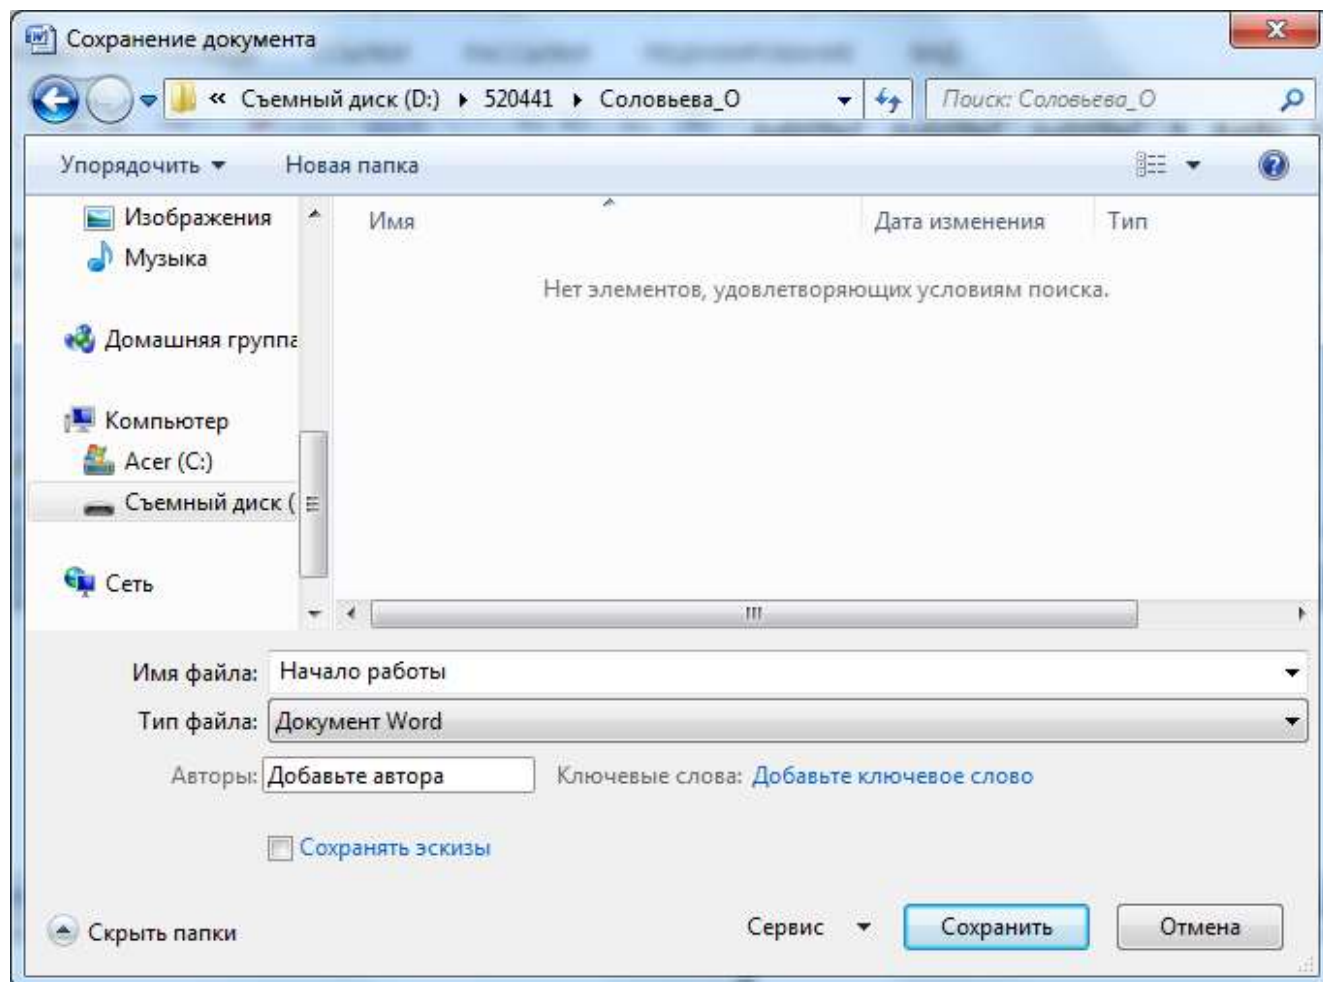 Сохранение документа
« Съемный диск (D:) 520441 Соловьева_О
Поиск: Соловьева_О
Упорядочить Новая папка
Изображения
Музыка
Домашняя группа
Компьютер
Acer (C:)
Съемный диск (
Сеть
Имя Дата изменения Тип
Нет элементов, удовлетворяющих условиям поиска.
Имя файла: Начало работы
Тип файла: Документ Word
Авторы: Добавьте автора Ключевые слова: Добавьте ключевое слово
Сохранять эскизы
Скрыть папки Сервис Сохранить Отмена